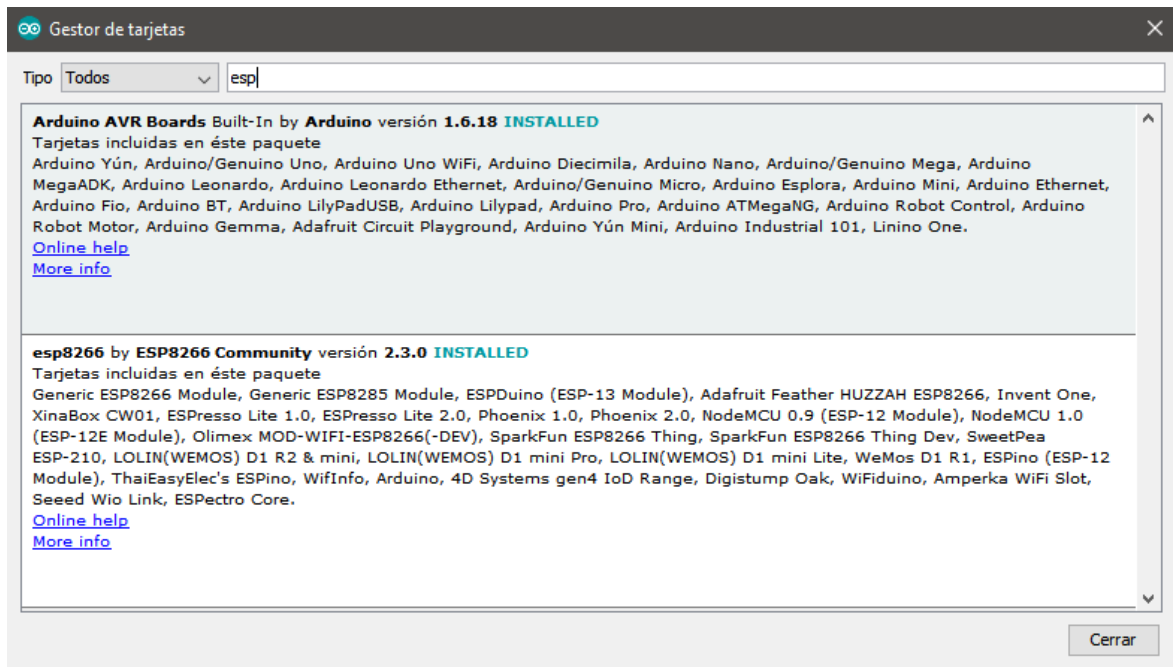 Gestor de tarjetas
Tipo Todos esp
Arduino AVR Boards Built-In by Arduino versión 1.6.18 INSTALLED
Tarjetas incluidas en éste paquete
Arduino Yún, Arduino/Genuino Uno, Arduino Uno WiFi, Arduino Diecimila, Arduino Nano, Arduino/Genuino Mega, Arduino
MegaADK, Arduino Leonardo, Arduino Leonardo Ethernet, Arduino/Genuino Micro, Arduino Esplora, Arduino Mini, Arduino Ethernet,
Arduino Fio, Arduino BT, Arduino LilyPadUSB, Arduino Lilypad, Arduino Pro, Arduino ATMegaNG, Arduino Robot Control, Arduino
Robot Motor, Arduino Gemma, Adafruit Circuit Playground, Arduino Yún Mini, Arduino Industrial 101, Linino One.
Online help
More info
esp8266 by ESP8266 Community versión 2.3.0 INSTALLED
Tarjetas incluidas en éste paquete
Generic ESP8266 Module, Generic ESP8285 Module, ESPDuino (ESP-13 Module), Adafruit Feather HUZZAH ESP8266, Invent One,
XinaBox CW01, ESPresso Lite 1.0, ESPresso Lite 2.0, Phoenix 1.0, Phoenix 2.0, NodeMCU 0.9 (ESP-12 Module), NodeMCU 1.0
(ESP-12E Module), Olimex MOD-WIFI-ESP8266(-DEV), SparkFun ESP8266 Thing, SparkFun ESP8266 Thing Dev, SweetPea
ESP-210, LOLIN(WEMOS) D1 R2 & mini, LOLIN(WEMOS) D1 mini Pro, LOLIN(WEMOS) D1 mini Lite, WeMos D1 R1, ESPino (ESP-12
Module), ThaiEasyElec's ESPino, WifInfo, Arduino, 4D Systems gen4 IoD Range, Digistump Oak, WiFiduino, Amperka WiFi Slot,
Seeed Wio Link, ESPectro Core.
Online help
More info
Cerrar